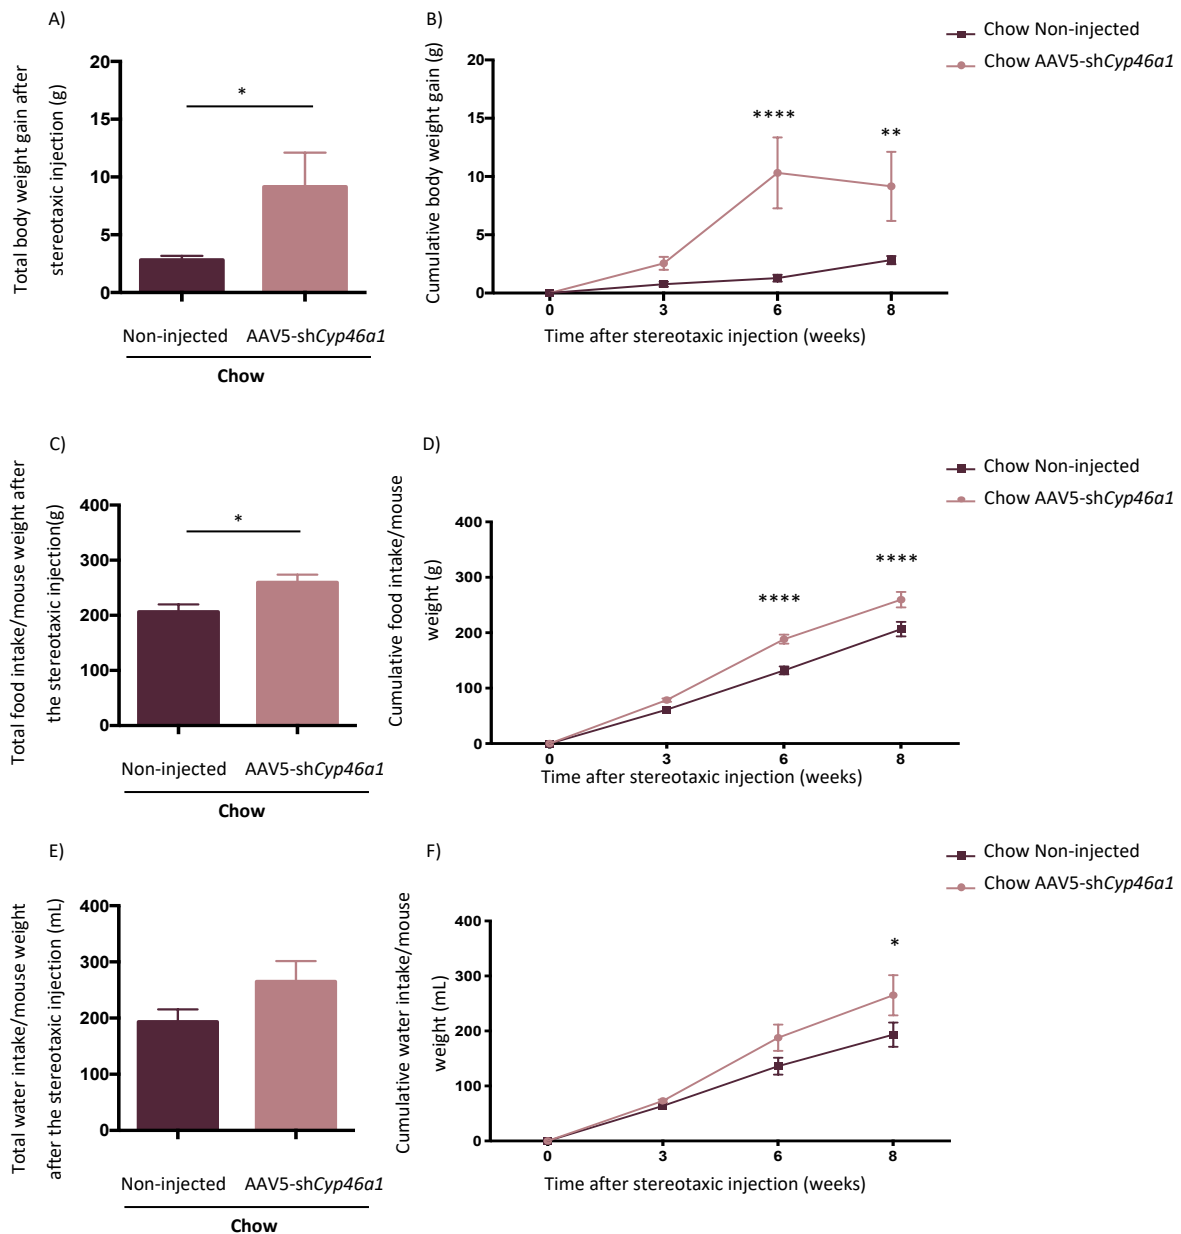 A)
Total body weight gain after
stereotaxic injection (g)
20
15
10
5
0
*
Non-injected
AAV5-shCyp46a1
Chow
B)
Chow Non-injected
Chow AAV5-shCyp46a1
Cumulative body weight gain (g)
20
15
10
5
0
****
**
0
3
6
8
Time after stereotaxic injection (weeks)
C)
Total food intake/mouse weight after
the stereotaxic injection(g)
400
300
200
100
0
*
Non-injected
AAV5-shCyp46a1
Chow
D)
Chow Non-injected
Chow AAV5-shCyp46a1
Cumulative food intake/mouse
weight (g)
400
300
200
100
0
****
****
0
3
6
8
Time after stereotaxic injection (weeks)
E)
Total water intake/mouse weight
after the stereotaxic injection (mL)
400
300
200
100
0
Non-injected
AAV5-shCyp46a1
Chow
F)
Chow Non-injected
Chow AAV5-shCyp46a1
Cumulative water intake/mouse
weight (mL)
400
300
200
100
0
*
0
3
6
8
Time after stereotaxic injection (weeks)